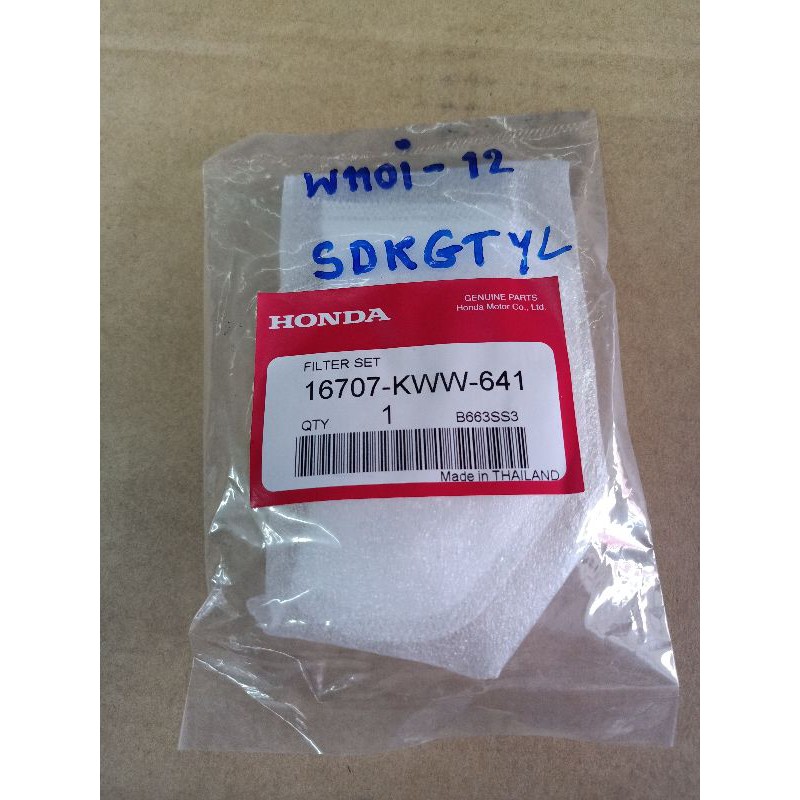 W110i-12
SDKGTYL
HONDA
GENUINE PARTS
Honda Motor Co., Ltd.
FILTER SET
16707-KWW-641
QTY 1 B663SS3
Made in THAILAND